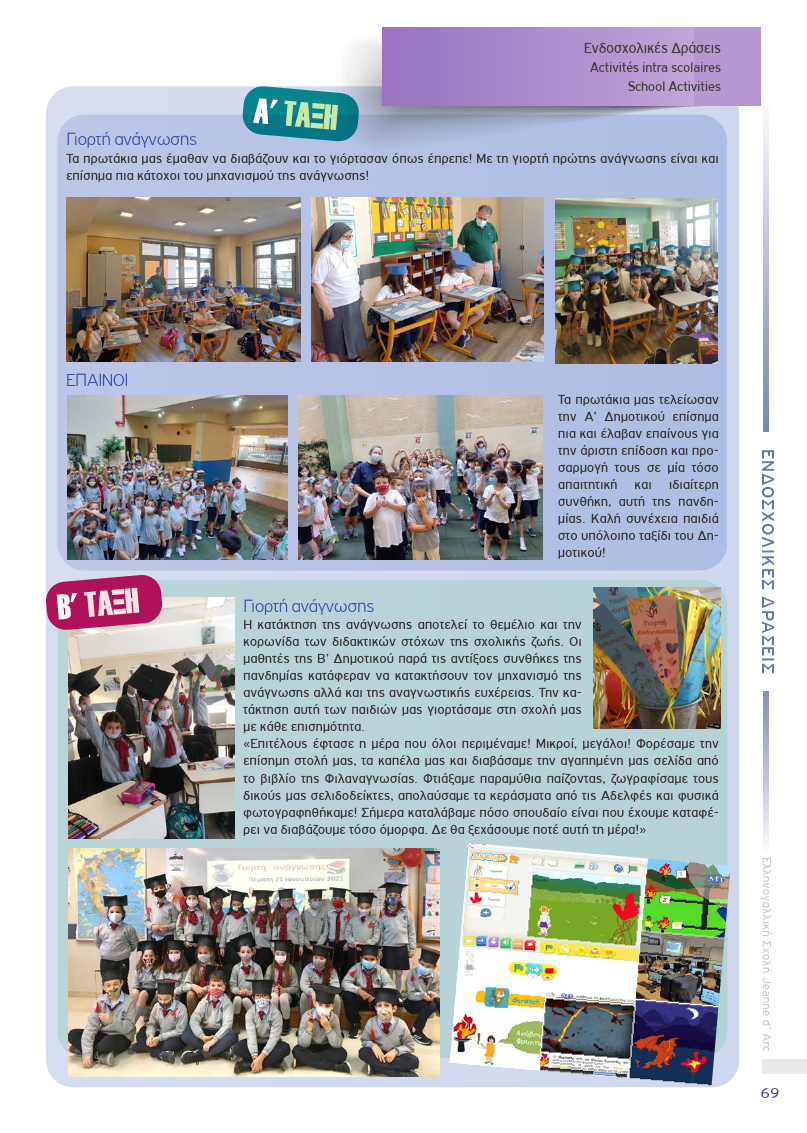 Ενδοσχολικές Δράσεις
Activités intra scolaires
School Activities
Α΄ ΤΑΞΗ
Γιορτή ανάγνωσης
Τα πρωτάκια μας έμαθαν να διαβάζουν και το γιόρτασαν όπως έπρεπε! Με τη γιορτή πρώτης ανάγνωσης είναι και
επίσημα πια κάτοχοι του μηχανισμού της ανάγνωσης!
ΕΠΑΙΝΟΙ
Τα πρωτάκια μας τελείωσαν
την Α’ Δημοτικού επίσημα
πια και έλαβαν επαίνους για
την άριστη επίδοση και προ-
σαρμογή τους σε μία τόσο
απαιτητική και ιδιαίτερη
συνθήκη, αυτή της πανδη-
μίας. Καλή συνέχεια παιδιά
στο υπόλοιπο ταξίδι του Δη-
μοτικού!
Β΄ ΤΑΞΗ
Γιορτή ανάγνωσης
Η κατάκτηση της ανάγνωσης αποτελεί το θεμέλιο και την
κορωνίδα των διδακτικών στόχων της σχολικής ζωής. Οι
μαθητές της Β’ Δημοτικού παρά τις αντίξοες συνθήκες της
πανδημίας κατάφεραν να κατακτήσουν τον μηχανισμό της
ανάγνωσης αλλά και της αναγνωστικής ευχέρειας. Την κα-
τάκτηση αυτή των παιδιών μας γιορτάσαμε στη σχολή μας
με κάθε επισημότητα.
«Επιτέλους έφτασε η μέρα που όλοι περιμέναμε! Μικροί, μεγάλοι! Φορέσαμε την
επίσημη στολή μας, τα καπέλα μας και διαβάσαμε την αγαπημένη μας σελίδα από
το βιβλίο της Φιλαναγνωσίας. Φτιάξαμε παραμύθια παίζοντας, ζωγραφίσαμε τους
δικούς μας σελιδοδείκτες, απολαύσαμε τα κεράσματα από τις Αδελφές και φυσικά
φωτογραφηθήκαμε! Σήμερα καταλάβαμε πόσο σπουδαίο είναι που έχουμε καταφέ-
ρει να διαβάζουμε τόσο όμορφα. Δε θα ξεχάσουμε ποτέ αυτή τη μέρα!»
Γιορτή ανάγνωσης
Πέμπτη 21 Ιανουαρίου 2021
ΕΝΔΟΣΧΟΛΙΚΕΣ ΔΡΑΣΕΙΣ
Ελληνογαλλική Σχολή Jeanne d’ Arc
69